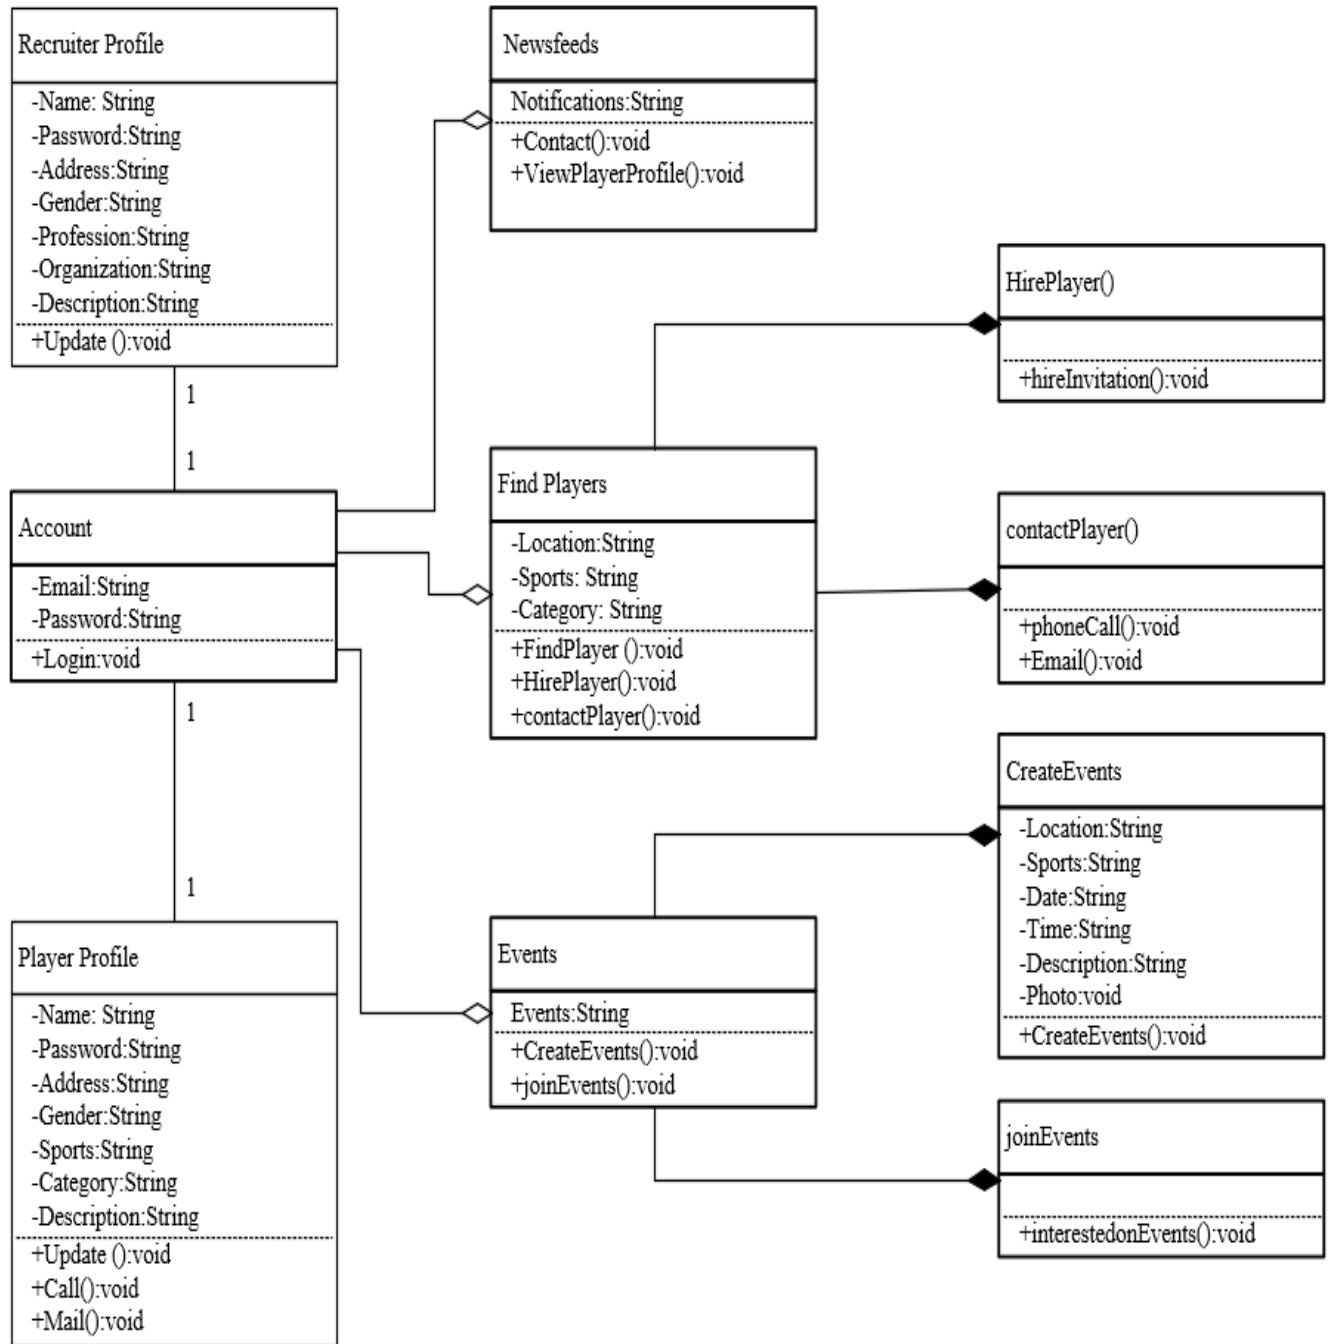 Recruiter Profile
-Name: String
-Password:String
-Address:String
-Gender:String
-Profession:String
-Organization:String
-Description:String
+Update ():void
1
1
Account
-Email:String
-Password:String
+Login:void
1
1
Player Profile
-Name: String
-Password:String
-Address:String
-Gender:String
-Sports:String
-Category:String
-Description:String
+Update ():void
+Call():void
+Mail():void
Newsfeeds
Notifications:String
+Contact():void
+ViewPlayerProfile():void
Find Players
-Location:String
-Sports: String
-Category: String
+FindPlayer ():void
+HirePlayer():void
+contactPlayer():void
Events
Events:String
+CreateEvents():void
+joinEvents():void
HirePlayer()
+hireInvitation():void
contactPlayer()
+phoneCall():void
+Email():void
CreateEvents
-Location:String
-Sports:String
-Date:String
-Time:String
-Description:String
-Photo:void
+CreateEvents():void
joinEvents
+interestedonEvents():void